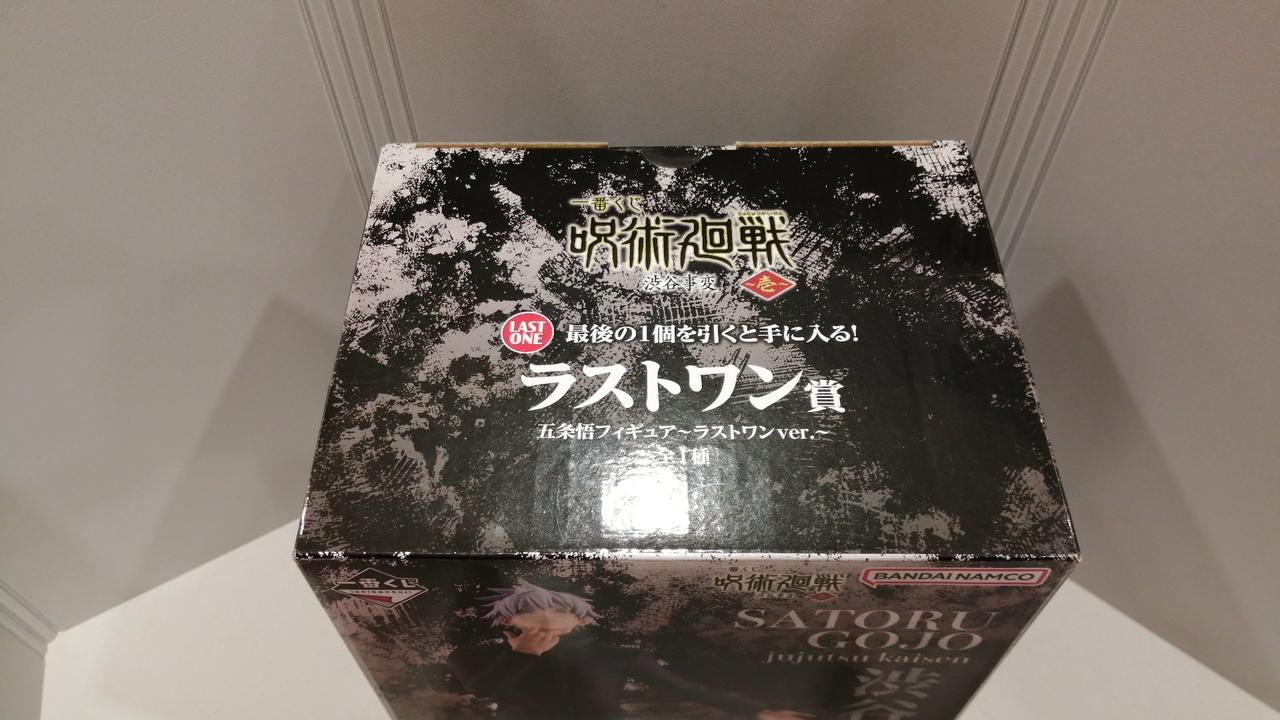 一番くじ
呪術廻戦
渋谷事変 ~壱~
LAST ONE 最後の1個を引くと手に入る!
ラストワン賞
五条悟フィギュア~ラストワンver.~
全1種
一番くじ
呪術廻戦
BANDAI NAMCO
SATORU
GOJO
jujutsu kaisen
渋
谷